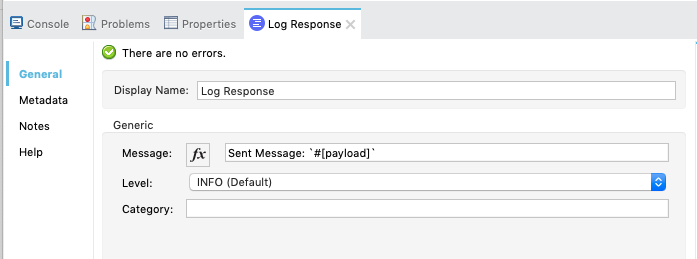 Console Problems Properties Log Response
There are no errors.
General
Metadata
Notes
Help
Display Name: Log Response
Generic
Message: fx Sent Message: `#[payload]`
Level: INFO (Default)
Category: